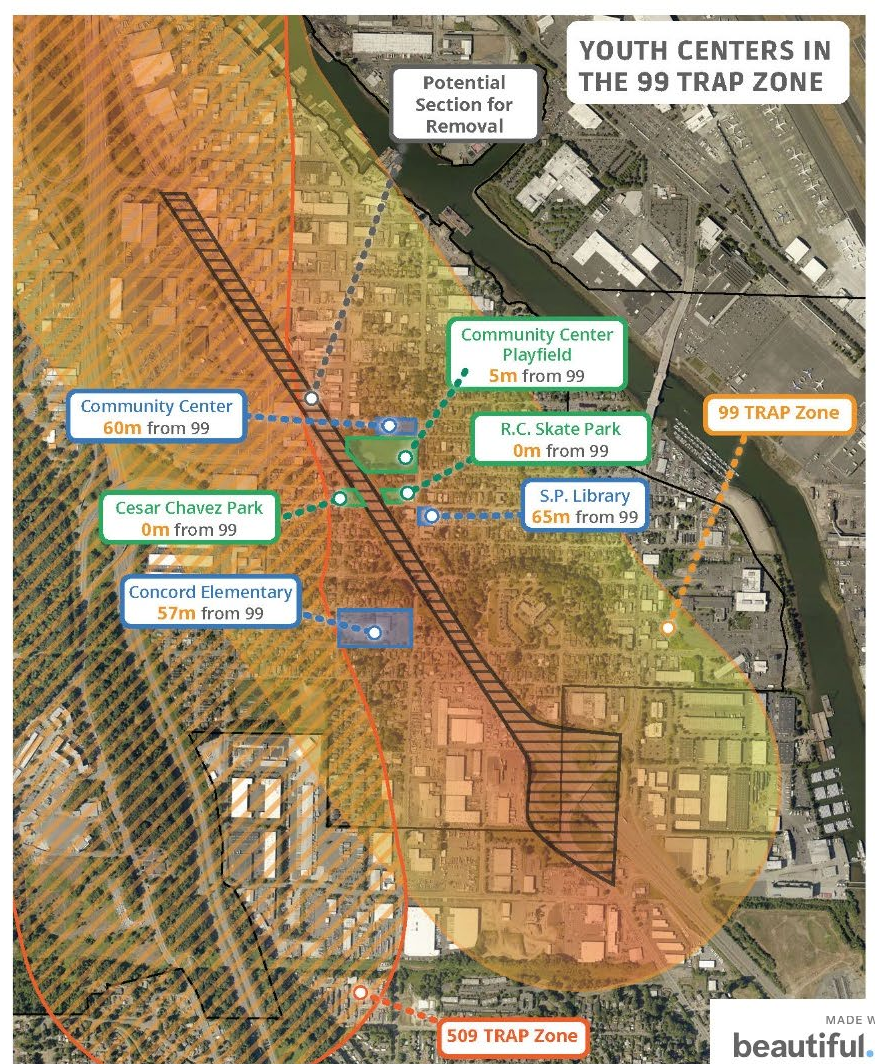 YOUTH CENTERS IN
THE 99 TRAP ZONE
Potential
Section for
Removal
Community Center
Playfield
5m from 99
Community Center
60m from 99
99 TRAP Zone
R.C. Skate Park
0m from 99
S.P. Library
65m from 99
Cesar Chavez Park
0m from 99
Concord Elementary
57m from 99
509 TRAP Zone
MADE W
beautiful.